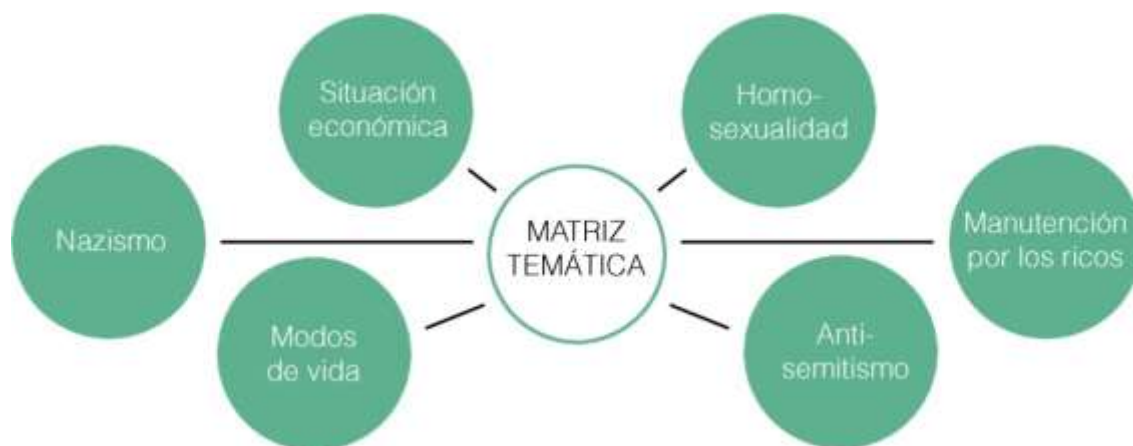 Situación
económica
Homo-
sexualidad
Nazismo
MATRIZ
TEMÁTICA
Manutención
por los ricos
Modos
de vida
Anti-
semitismo